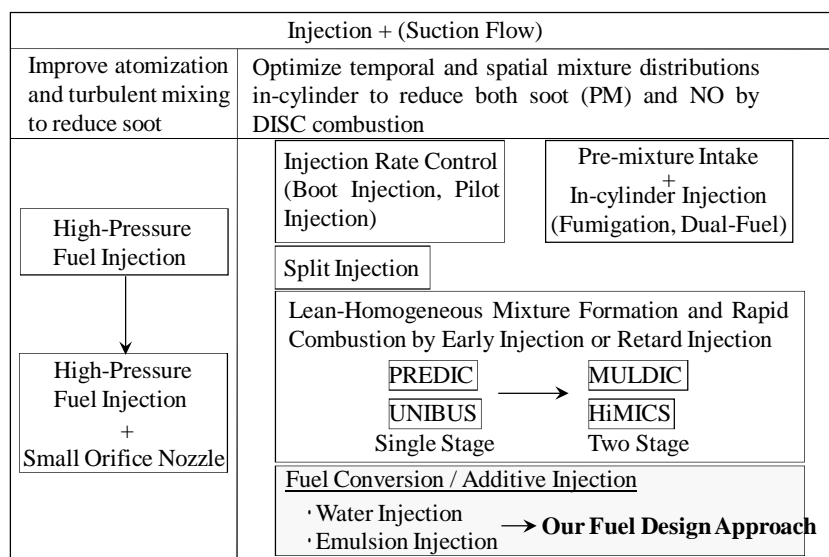 Injection + (Suction Flow)
Improve atomization
and turbulent mixing
to reduce soot
Optimize temporal and spatial mixture distributions
in-cylinder to reduce both soot (PM) and NO by
DISC combustion
High-Pressure
Fuel Injection
High-Pressure
Fuel Injection
+
Small Orifice Nozzle
Injection Rate Control
(Boot Injection, Pilot
Injection)
Pre-mixture Intake
+
In-cylinder Injection
(Fumigation, Dual-Fuel)
Split Injection
Lean-Homogeneous Mixture Formation and Rapid
Combustion by Early Injection or Retard Injection
PREDIC
MULDIC
UNIBUS
HiMICS
Single Stage
Two Stage
Fuel Conversion / Additive Injection
·Water Injection
·Emulsion Injection
Our Fuel Design Approach